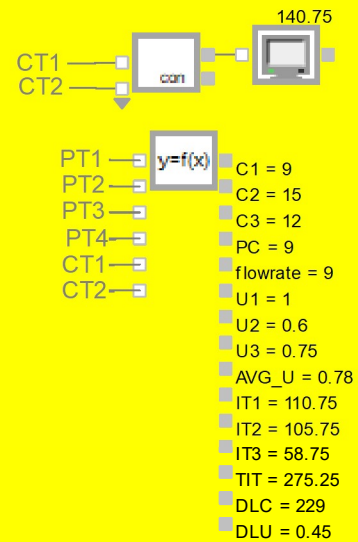 140.75
CT1
CT2
con
y=f(x)
PT1
PT2
PT3
PT4
CT1
CT2
C1 = 9
C2 = 15
C3 = 12
PC = 9
flowrate = 9
U1 = 1
U2 = 0.6
U3 = 0.75
AVG_U = 0.78
IT1 = 110.75
IT2 = 105.75
IT3 = 58.75
TIT = 275.25
DLC = 229
DLU = 0.45